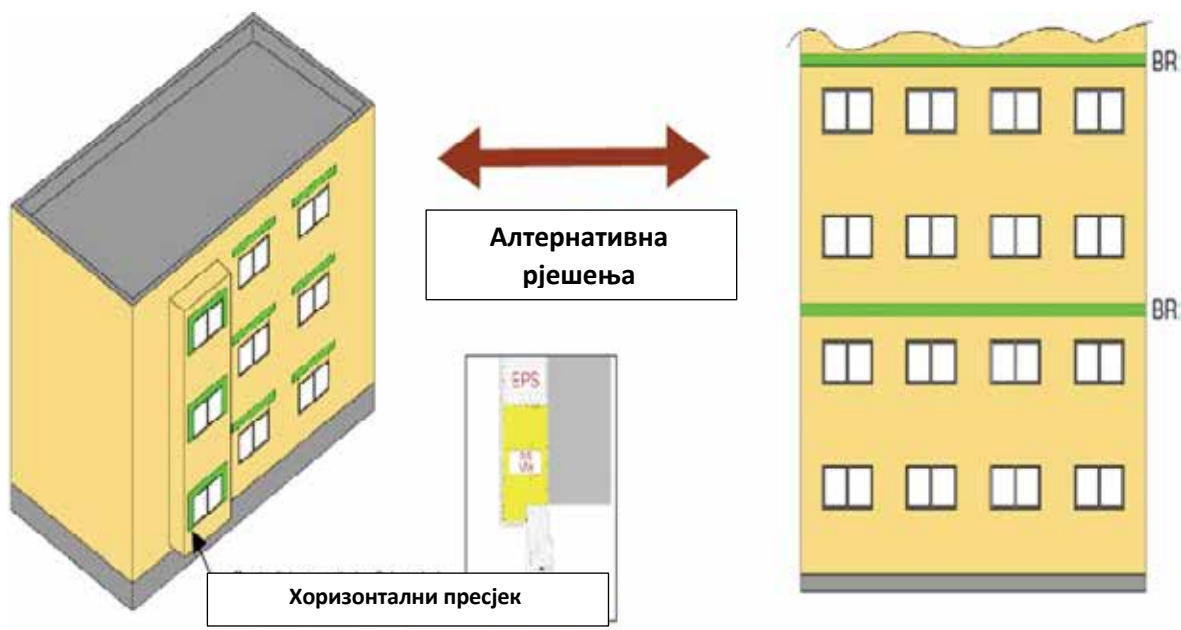 BR
Алтернативна
рјешења
BR
EPS
Хоризонтални пресјек